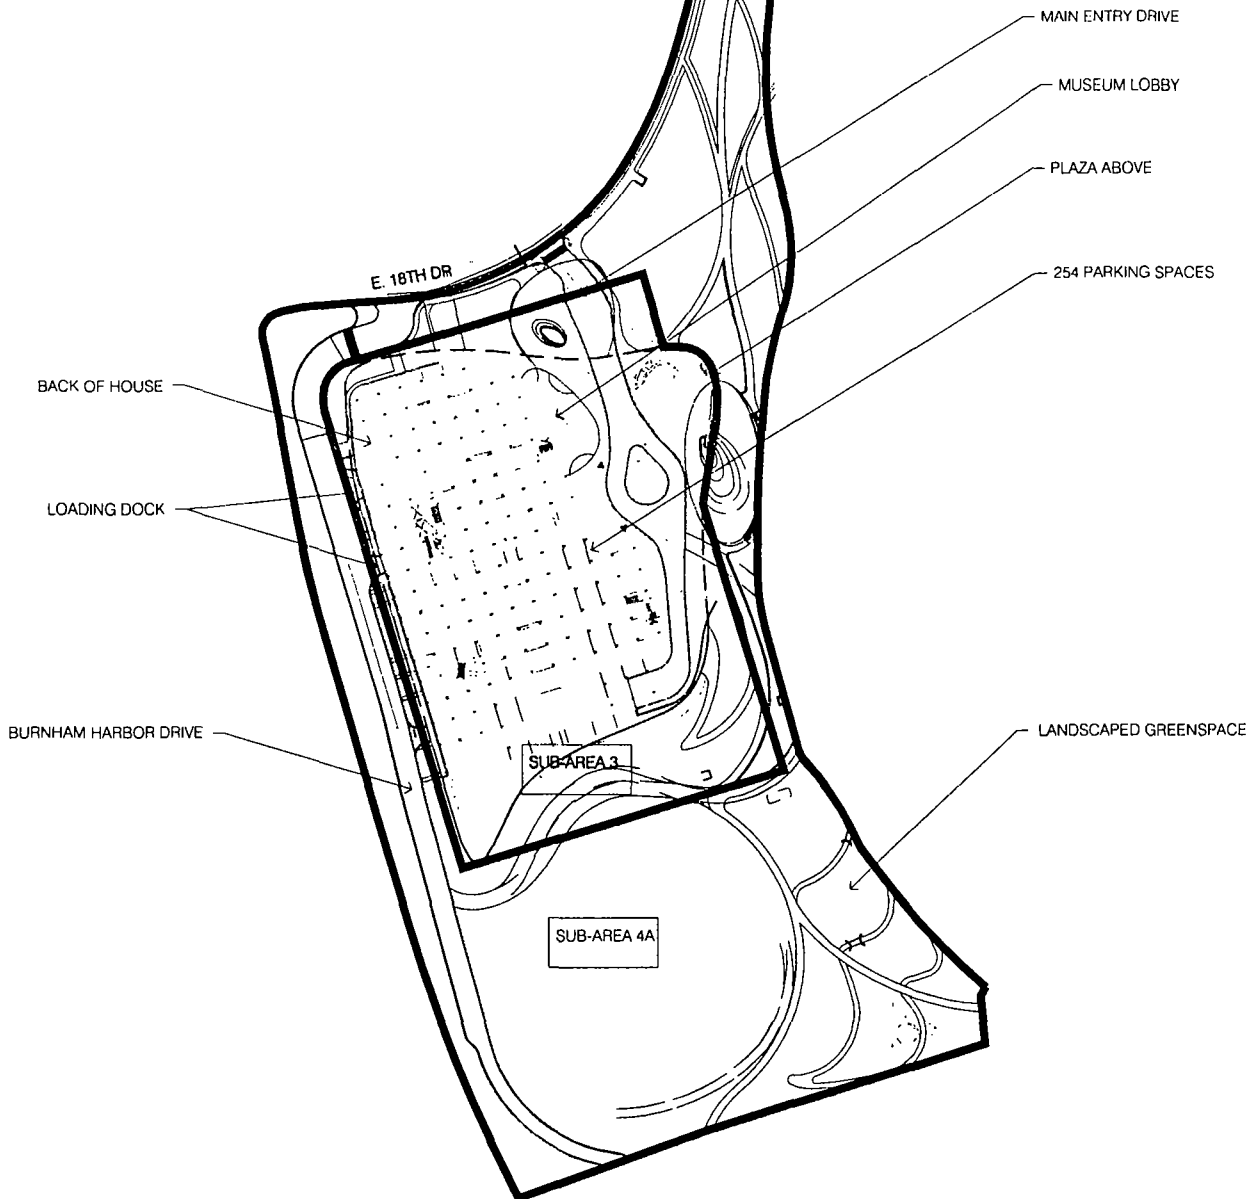 MAIN ENTRY DRIVE
MUSEUM LOBBY
PLAZA ABOVE
E. 18TH DR
254 PARKING SPACES
BACK OF HOUSE
LOADING DOCK
BURNHAM HARBOR DRIVE
LANDSCAPED GREENSPACE
SUB-AREA 3
SUB-AREA 4A